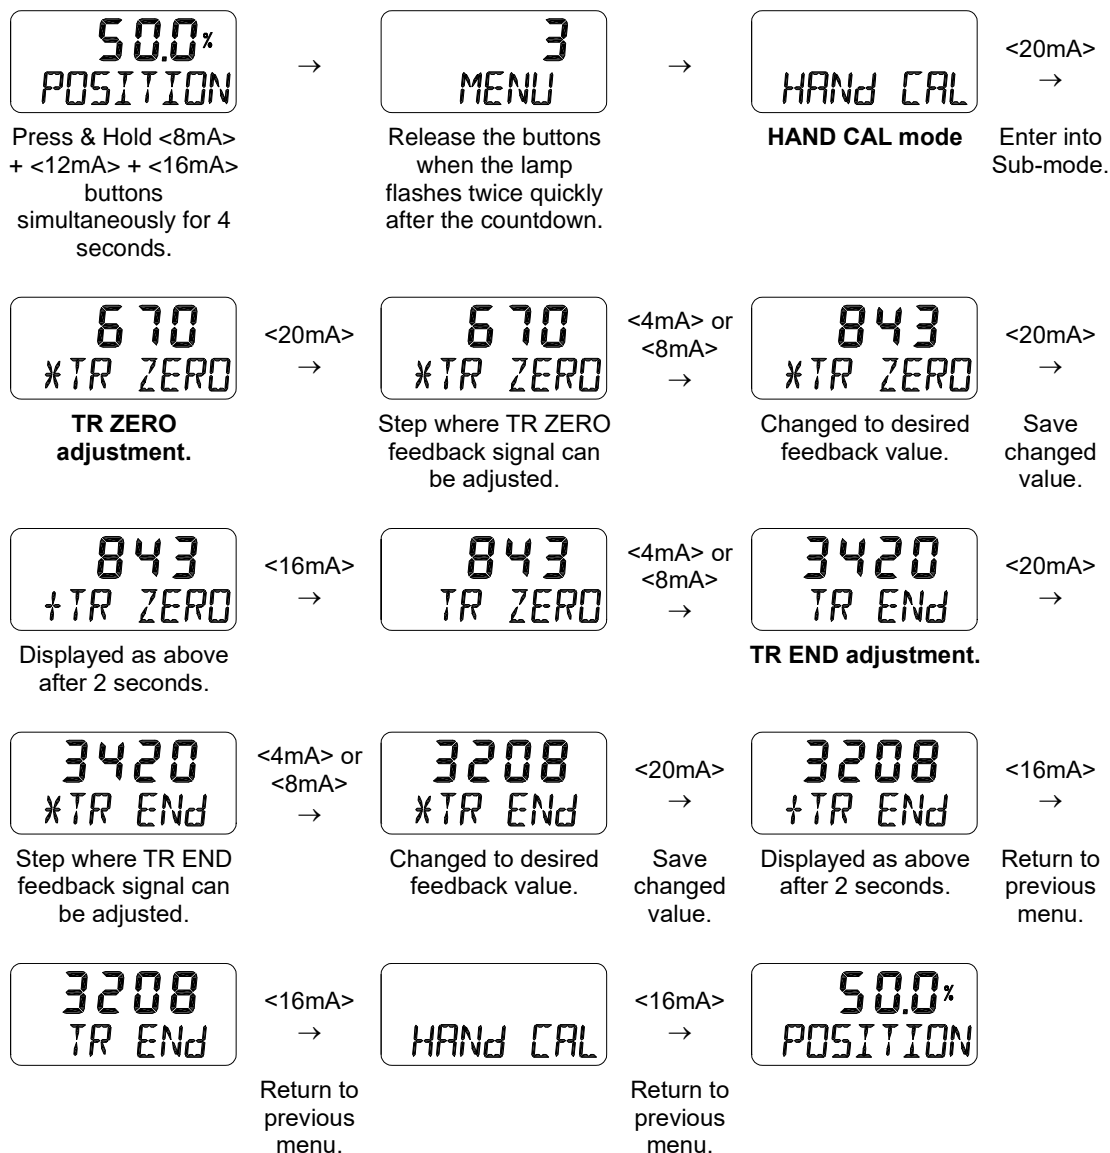 50.0%
POSITION
→
3
MENU
→
HANd CAL
<20mA>
→
Press & Hold <8mA>
+ <12mA> + <16mA>
buttons
simultaneously for 4
seconds.
Release the buttons
when the lamp
flashes twice quickly
after the countdown.
HAND CAL mode
Enter into
Sub-mode.
670
*TR ZERO
<20mA>
→
670
*TR ZERO
<4mA> or
<8mA>
→
843
*TR ZERO
<20mA>
→
TR ZERO
adjustment.
Step where TR ZERO
feedback signal can
be adjusted.
Changed to desired
feedback value.
Save
changed
value.
843
+TR ZERO
<16mA>
→
843
TR ZERO
<4mA> or
<8mA>
→
3420
TR ENd
<20mA>
→
Displayed as above
after 2 seconds.
TR END adjustment.
3420
*TR ENd
<4mA> or
<8mA>
→
3208
*TR ENd
<20mA>
→
3208
+TR ENd
<16mA>
→
Step where TR END
feedback signal can
be adjusted.
Changed to desired
feedback value.
Save
changed
value.
Displayed as above
after 2 seconds.
Return to
previous
menu.
3208
TR ENd
<16mA>
→
HANd CAL
<16mA>
→
50.0%
POSITION
Return to
previous
menu.
Return to
previous
menu.